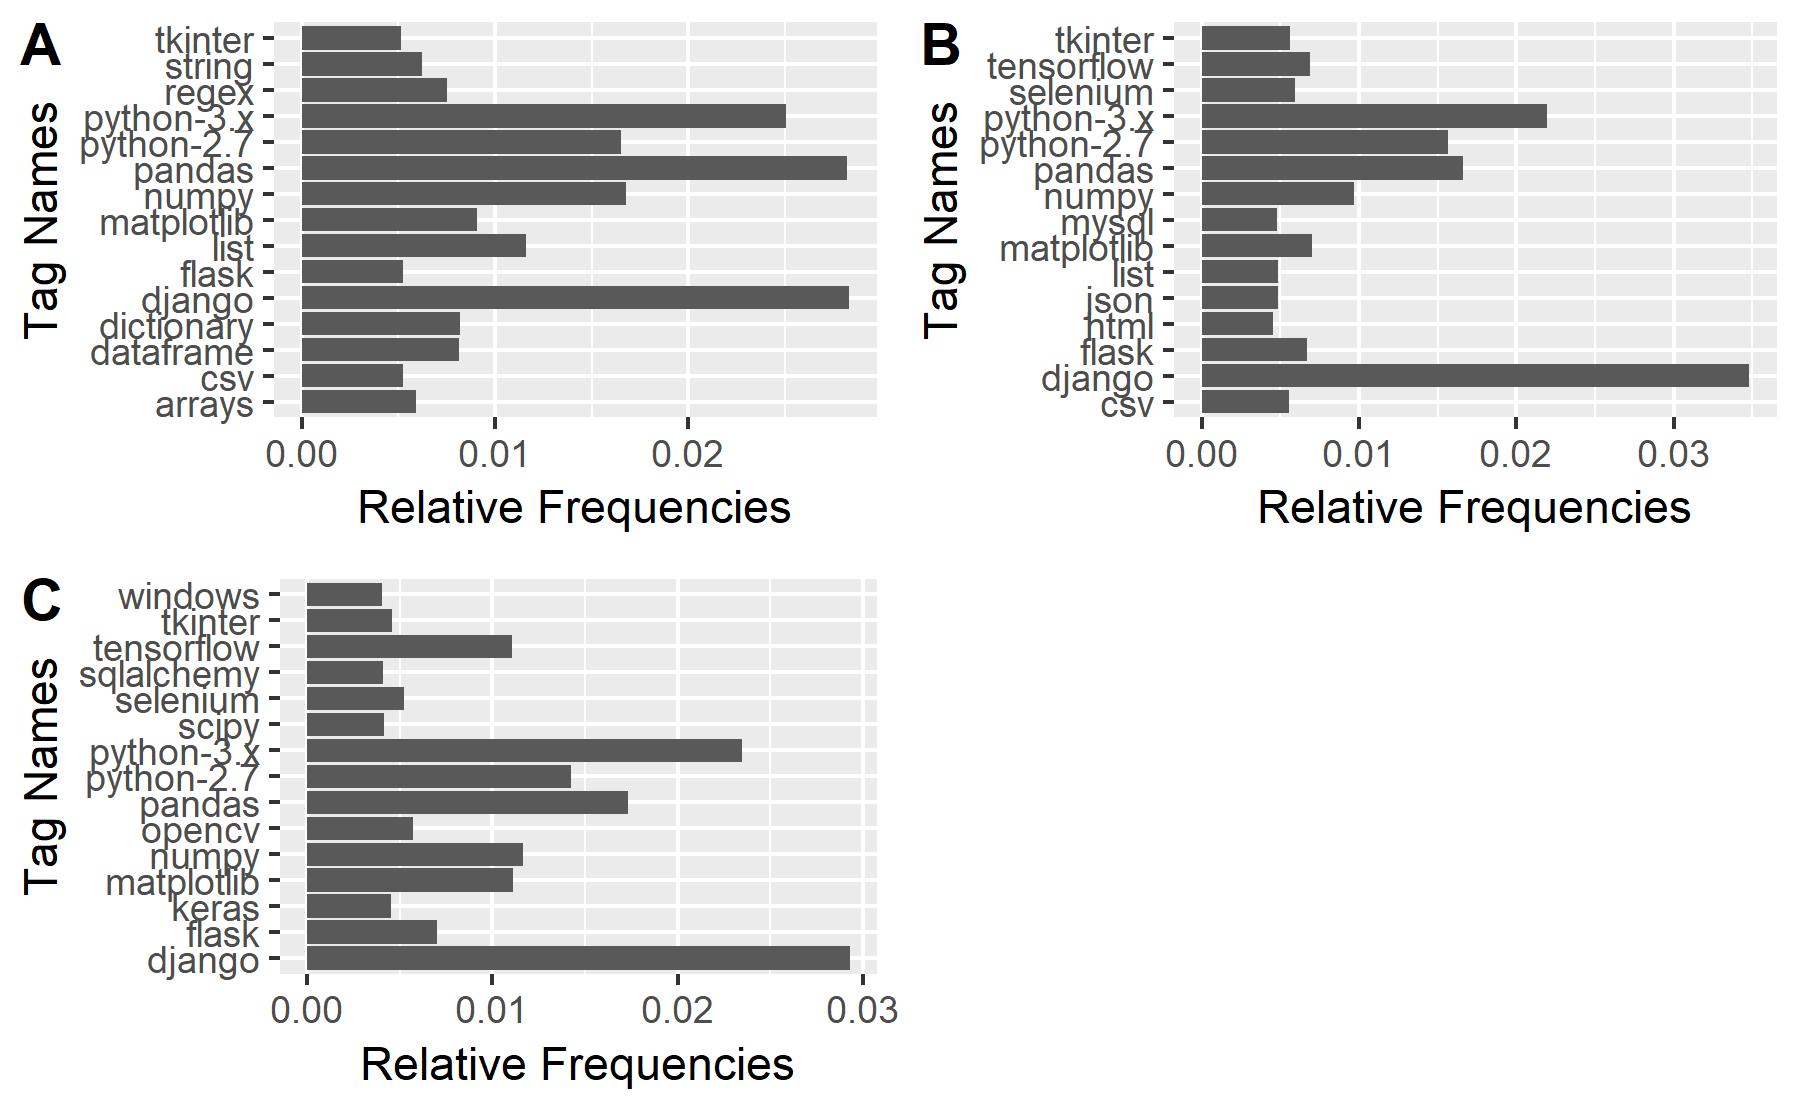 A
Tag Names
tkinter
string
regex
python-3.x
python-2.7
pandas
numpy
matplotlib
list
flask
django
dictionary
dataframe
csv
arrays
0.00 0.01 0.02
Relative Frequencies
B
Tag Names
tkinter
tensorflow
selenium
python-3.x
python-2.7
pandas
numpy
mysql
matplotlib
list
json
html
flask
django
csv
0.00 0.01 0.02 0.03
Relative Frequencies
C
Tag Names
windows
tkinter
tensorflow
sqlalchemy
selenium
scipy
python-3.x
python-2.7
pandas
opencv
numpy
matplotlib
keras
flask
django
0.00 0.01 0.02 0.03
Relative Frequencies